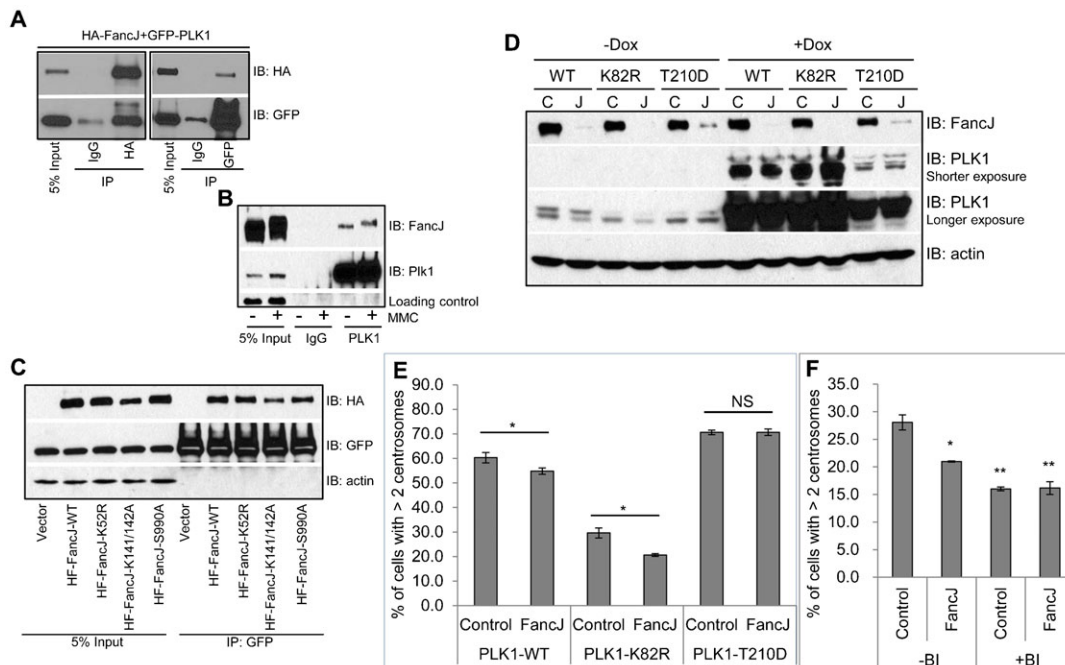 A
HA-FancJ+GFP-PLK1
IB: HA
IB: GFP
5% Input
IgG
HA
5% Input
IgG
GFP
IP
IP
B
IB: FancJ
IB: Plk1
Loading control
- + - + - +
MMC
5% Input IgG PLK1
C
IB: HA
IB: GFP
IB: actin
Vector
HF-FancJ-WT
HF-FancJ-K52R
HF-FancJ-K141/142A
HF-FancJ-S990A
Vector
HF-FancJ-WT
HF-FancJ-K52R
HF-FancJ-K141/142A
HF-FancJ-S990A
5% Input
IP: GFP
D
-Dox +Dox
WT K82R T210D WT K82R T210D
C J C J C J C J C J C J
IB: FancJ
IB: PLK1
Shorter exposure
IB: PLK1
Longer exposure
IB: actin
E
% of cells with > 2 centrosomes
90.0
80.0
70.0
60.0
50.0
40.0
30.0
20.0
10.0
0.0
*
*
NS
Control FancJ Control FancJ Control FancJ
PLK1-WT PLK1-K82R PLK1-T210D
F
% of cells with > 2 centrosomes
35.0
30.0
25.0
20.0
15.0
10.0
5.0
0.0
*
**
**
Control
FancJ
Control
FancJ
-BI +BI